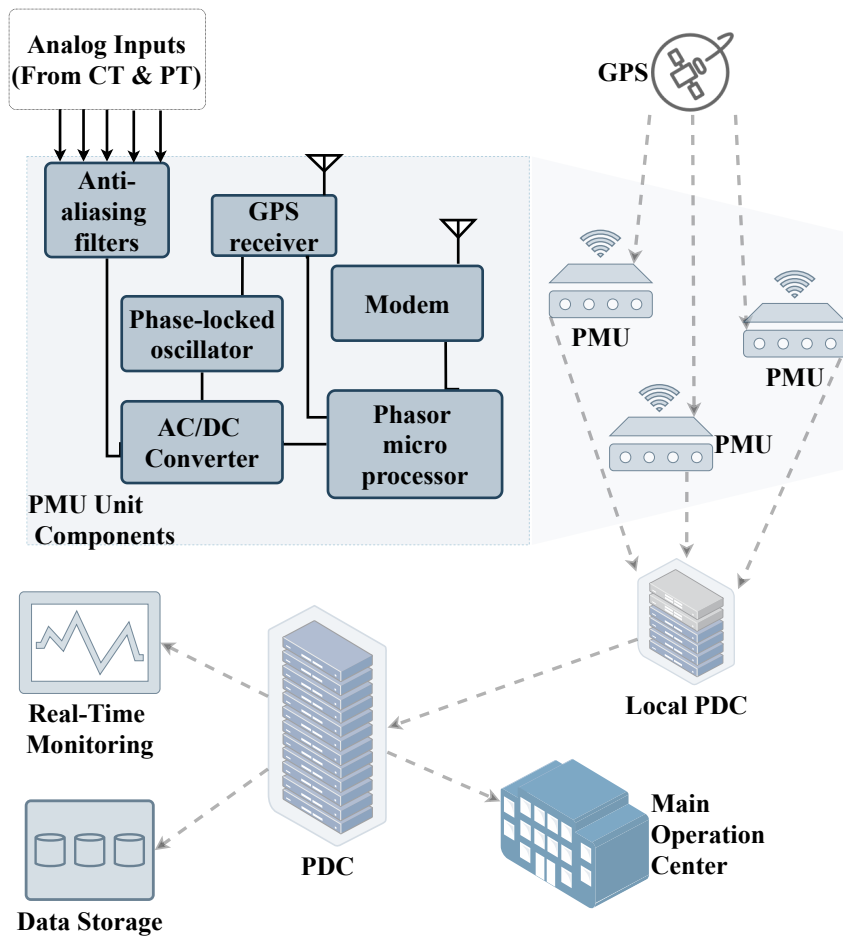 Analog Inputs
(From CT & PT)
GPS
Anti-
aliasing
filters
GPS
receiver
Modem
Phase-locked
oscillator
AC/DC
Converter
Phasor
micro
processor
PMU Unit
Components
PMU
PMU
PMU
Local PDC
Real-Time
Monitoring
PDC
Main
Operation
Center
Data Storage